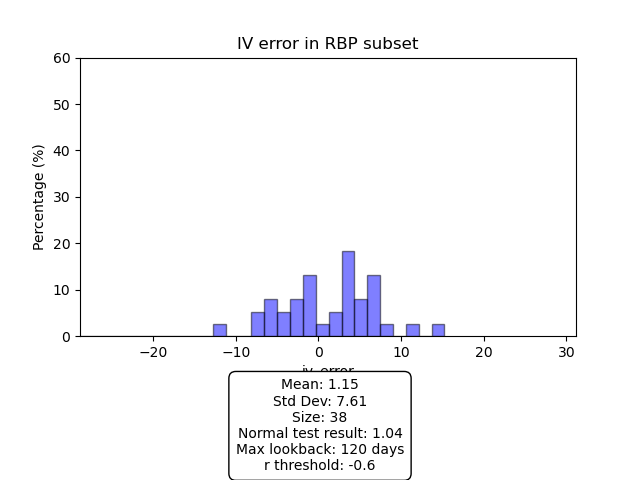 IV error in RBP subset
60
50
40
30
20
10
0
Percentage (%)
−20 −10 0 10 20 30
iv_error
Mean: 1.15
Std Dev: 7.61
Size: 38
Normal test result: 1.04
Max lookback: 120 days
r threshold: -0.6